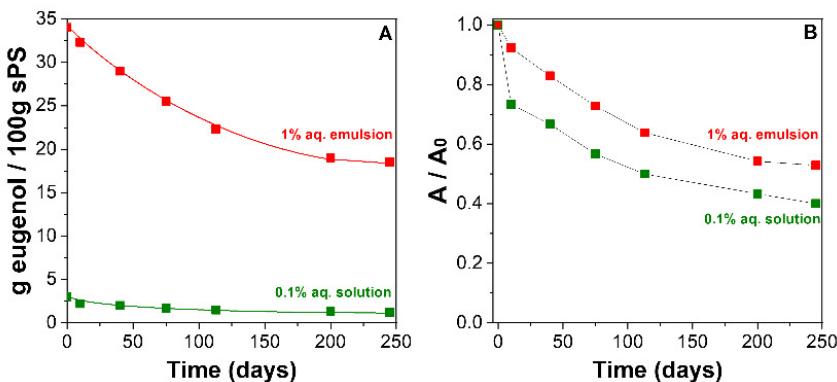 A
g eugenol / 100g sPS
35
30
25
20
15
10
5
0
1% aq. emulsion
0.1% aq. solution
0 50 100 150 200 250
Time (days)
B
A / A0
1.0
0.8
0.6
0.4
0.2
0.0
1% aq. emulsion
0.1% aq. solution
0 50 100 150 200 250
Time (days)